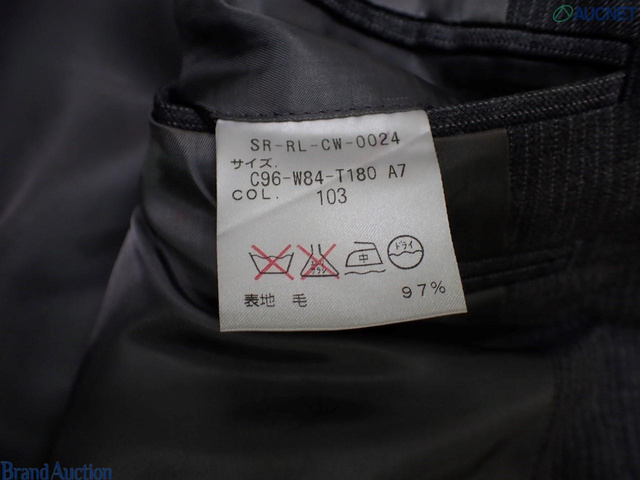 AUCNET
SR-RL-CW-0024
サイズ.
C96-W84-T180 A7
COL. 103
中 ドライ
表地 毛 97%
Brand Auction